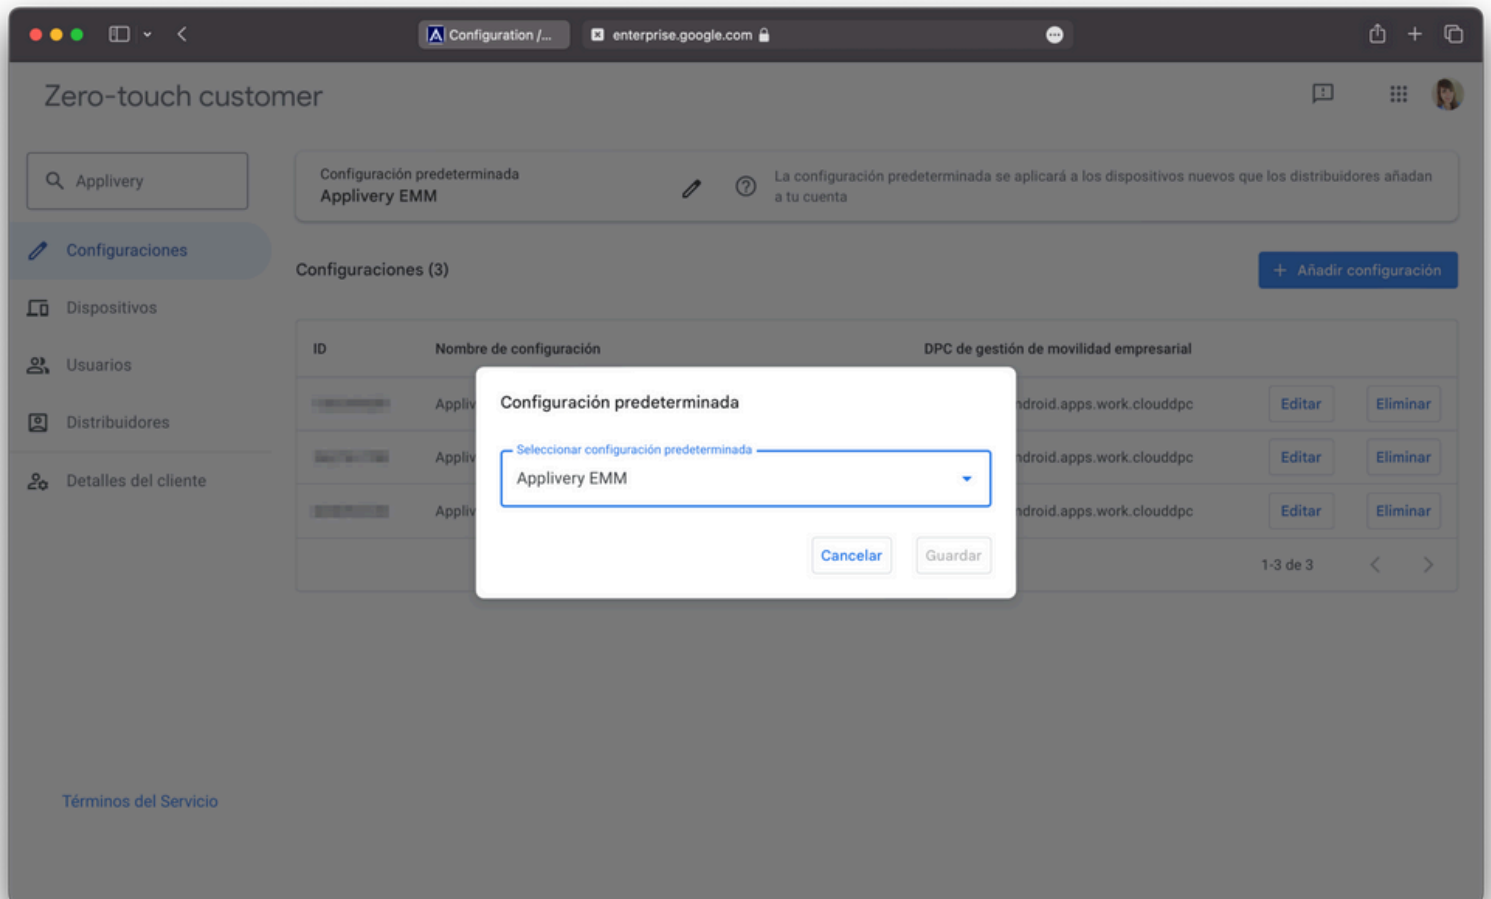 Configuration /...
enterprise.google.com
Zero-touch customer
Applivery
Configuraciones
Dispositivos
Usuarios
Distribuidores
Detalles del cliente
Términos del Servicio
Configuración predeterminada
Applivery EMM
La configuración predeterminada se aplicará a los dispositivos nuevos que los distribuidores añadan
a tu cuenta
Configuraciones (3)
+ Añadir configuración
ID Nombre de configuración DPC de gestión de movilidad empresarial
Appliv ndroid.apps.work.clouddpc Editar Eliminar
Appliv ndroid.apps.work.clouddpc Editar Eliminar
Appliv ndroid.apps.work.clouddpc Editar Eliminar
1-3 de 3
Configuración predeterminada
Seleccionar configuración predeterminada
Applivery EMM
Cancelar Guardar